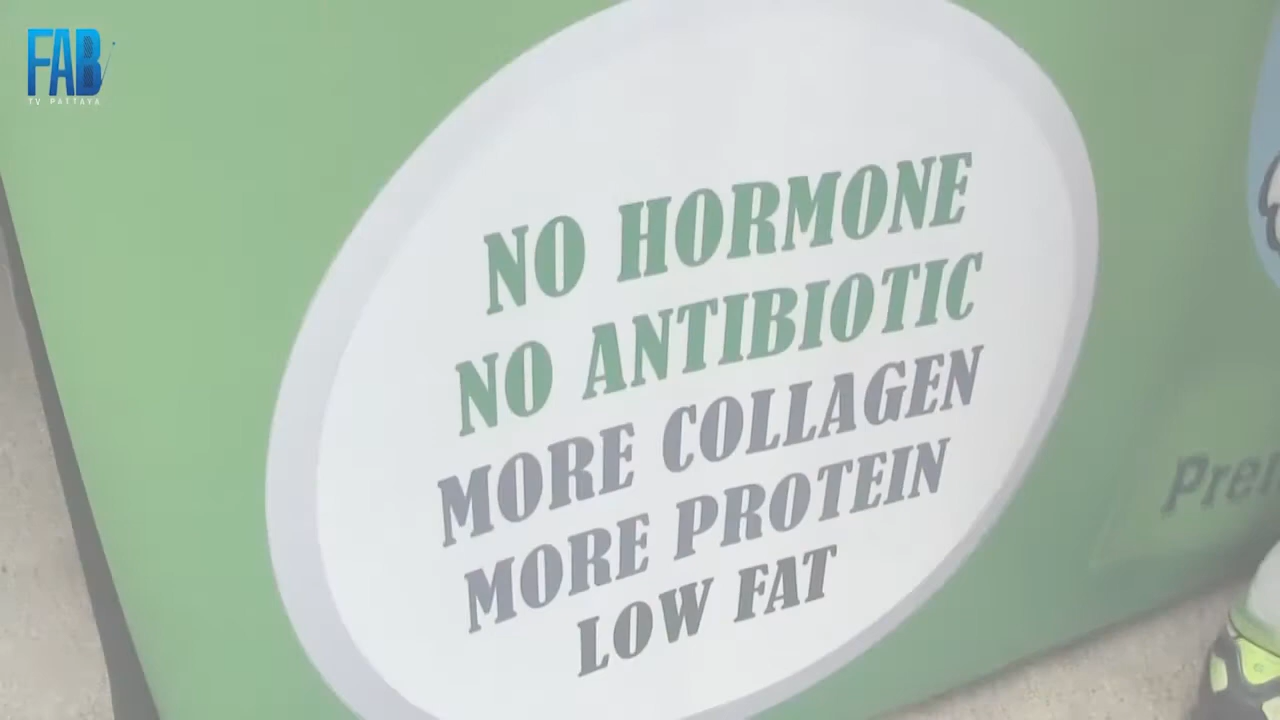 FAB
TV PATTAYA
NO HORMONE
NO ANTIBIOTIC
MORE COLLAGEN
MORE PROTEIN
LOW FAT